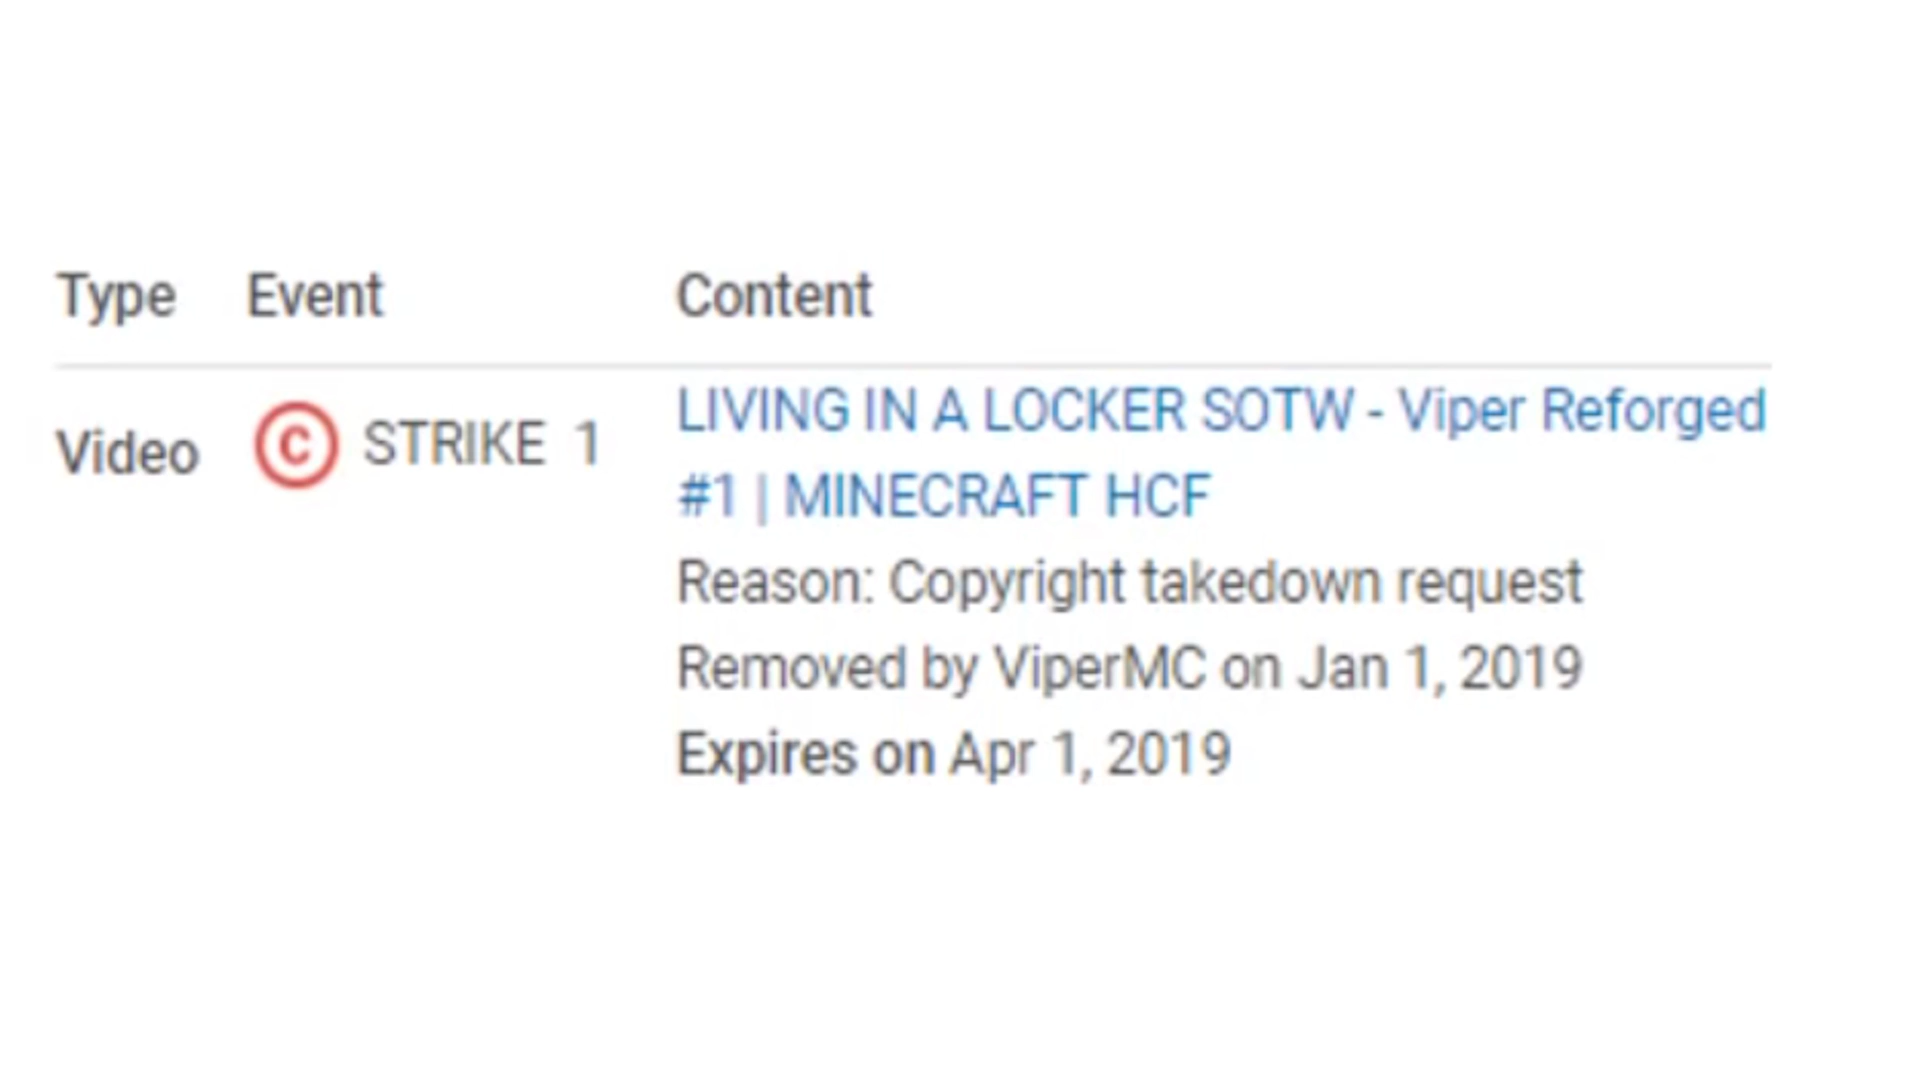 Type Event Content
Video © STRIKE 1
LIVING IN A LOCKER SOTW - Viper Reforged
#1 | MINECRAFT HCF
Reason: Copyright takedown request
Removed by ViperMC on Jan 1, 2019
Expires on Apr 1, 2019